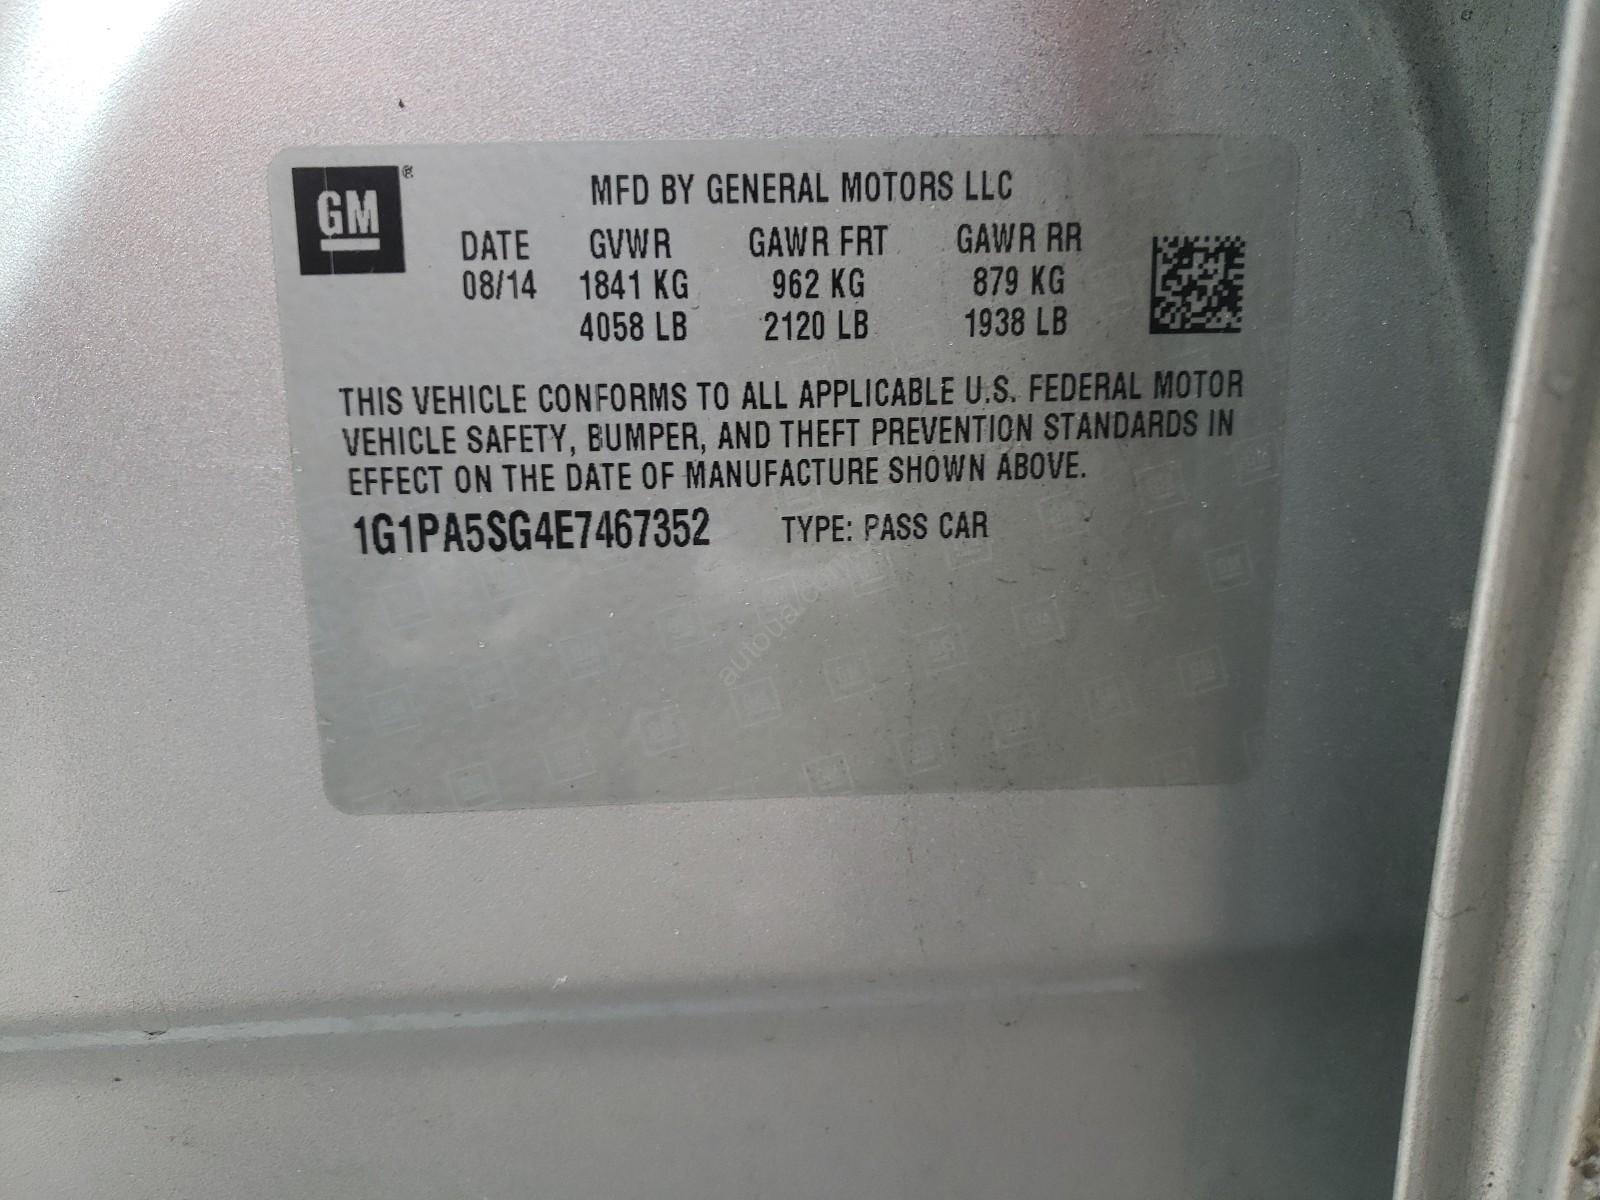 GM®
MFD BY GENERAL MOTORS LLC
DATE GVWR GAWR FRT GAWR RR
08/14 1841 KG 962 KG 879 KG
4058 LB 2120 LB 1938 LB
THIS VEHICLE CONFORMS TO ALL APPLICABLE U.S. FEDERAL MOTOR
VEHICLE SAFETY, BUMPER, AND THEFT PREVENTION STANDARDS IN
EFFECT ON THE DATE OF MANUFACTURE SHOWN ABOVE.
1G1PA5SG4E7467352 TYPE: PASS CAR